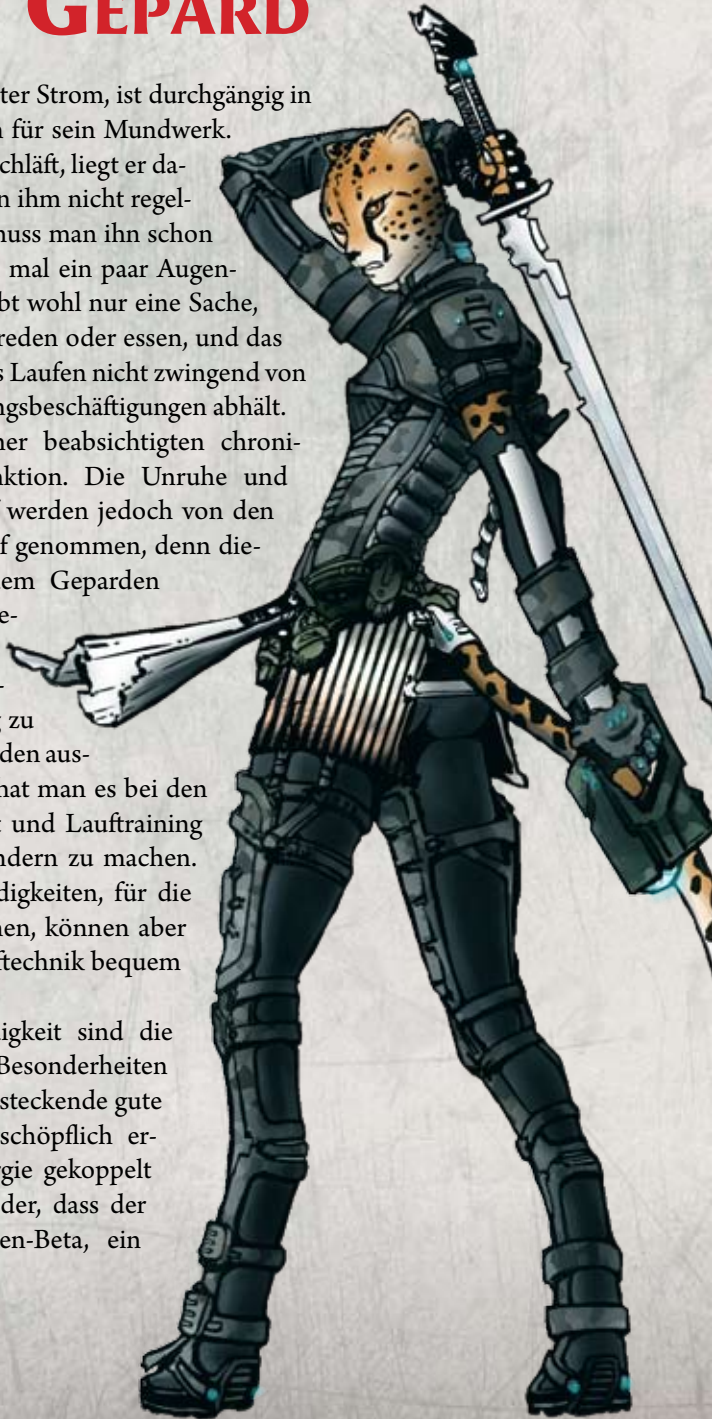 GEPARD
ter Strom, ist durchgängig in
für sein Mundwerk.
schläft, liegt er da-
n ihm nicht regel-
muss man ihn schon
mal ein paar Augen-
bt wohl nur eine Sache,
reden oder essen, und das
s Laufen nicht zwingend von
ngsbeschäftigungen abhält.
ner beabsichtigten chroni-
aktion. Die Unruhe und
werden jedoch von den
f genommen, denn die-
em Geparden
e-
-
g zu
den aus-
hat man es bei den
t und Lauftraining
ndern zu machen.
digkeiten, für die
nen, können aber
ftechnik bequem
igkeit sind die
Besonderheiten
steckende gute
schöpflich er-
rgie gekoppelt
der, dass der
en-Beta, ein